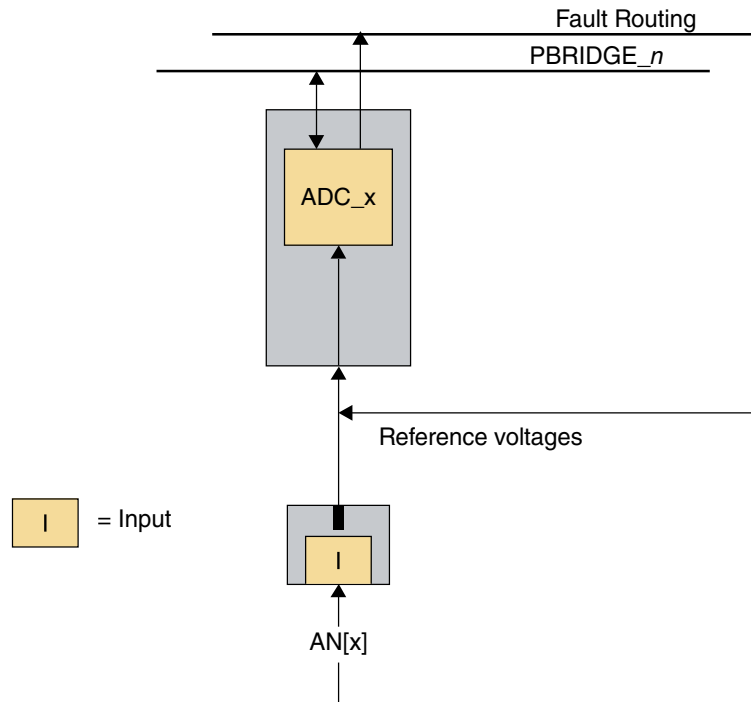 Fault Routing
PBRIDGE_n
ADC_x
Reference voltages
I = Input
I
AN[x]